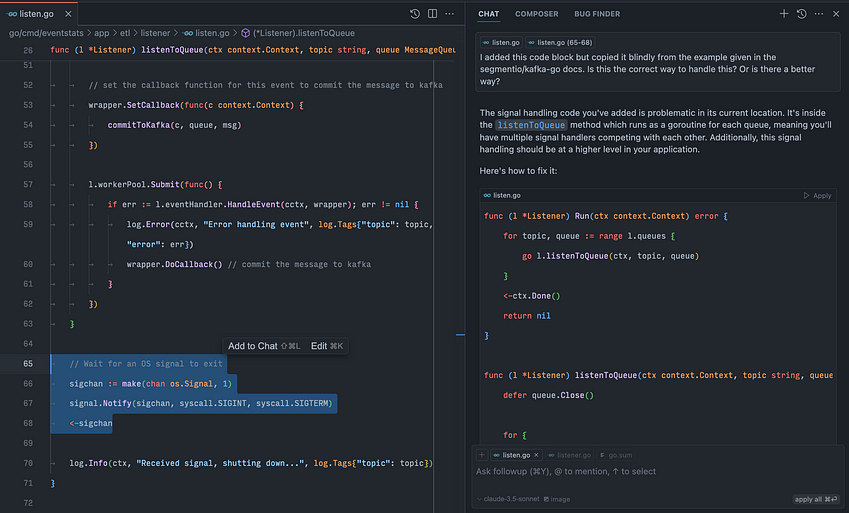 listen.go ×
go/cmd/eventstats > app > etl > listener > listen.go > (*Listener).listenToQueue
26 func (l *Listener) listenToQueue(ctx context.Context, topic string, queue MessageQueu
51
52 // set the callback function for this event to commit the message to kafka
53 wrapper.SetCallback(func(c context.Context) {
54 commitToKafka(c, queue, msg)
55 })
56
57 l.workerPool.Submit(func() {
58 if err := l.eventHandler.HandleEvent(cctx, wrapper); err != nil {
59 log.Error(cctx, "Error handling event", log.Tags{"topic": topic,
"error": err})
60 wrapper.DoCallback() // commit the message to kafka
61 }
62 })
63 }
64
Add to Chat ⇧⌘L Edit ⌘K
65 // Wait for an OS signal to exit
66 sigchan := make(chan os.Signal, 1)
67 signal.Notify(sigchan, syscall.SIGINT, syscall.SIGTERM)
68 <-sigchan
69
70 log.Info(ctx, "Received signal, shutting down...", log.Tags{"topic": topic})
71 }
72
CHAT COMPOSER BUG FINDER
listen.go listen.go (65-68)
I added this code block but copied it blindly from the example given in the
segmentio/kafka-go docs. Is this the correct way to handle this? Or is there a better
way?
The signal handling code you've added is problematic in its current location. It's inside
the listenToQueue method which runs as a goroutine for each queue, meaning you'll
have multiple signal handlers competing with each other. Additionally, this signal
handling should be at a higher level in your application.
Here's how to fix it:
listen.go Apply
func (l *Listener) Run(ctx context.Context) error {
for topic, queue := range l.queues {
go l.listenToQueue(ctx, topic, queue)
}
<-ctx.Done()
return nil
}
func (l *Listener) listenToQueue(ctx context.Context, topic string, queue
defer queue.Close()
for {
+ listen.go × listener.go go.sum
Ask followup (⌘Y), @ to mention, ↑ to select
claude-3.5-sonnet image apply all ⌘⏎